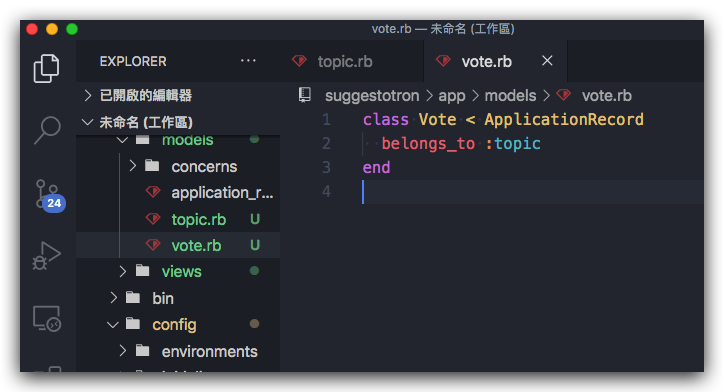 vote.rb — 未命名 (工作區)
EXPLORER ···
已開啟的編輯器
未命名 (工作區)
models
concerns
application_r...
topic.rb U
vote.rb U
views
bin
config
environments
24
topic.rb
vote.rb
suggestotron > app > models > vote.rb
1 class Vote < ApplicationRecord
2 belongs_to :topic
3 end
4